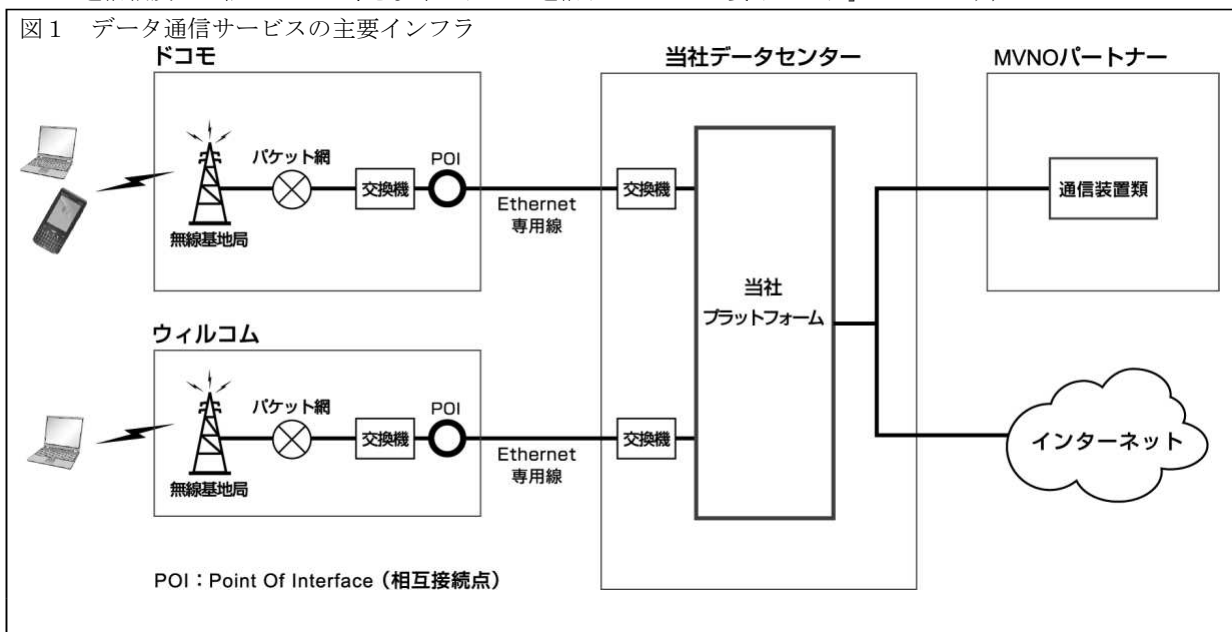 図1 データ通信サービスの主要インフラ
ドコモ
当社データセンター
MVNOパートナー
パケット網
POI
交換機
交換機
通信装置類
Ethernet
専用線
無線基地局
当社
プラットフォーム
ウィルコム
パケット網
POI
交換機
交換機
インターネット
Ethernet
専用線
無線基地局
POI:Point Of Interface(相互接続点)